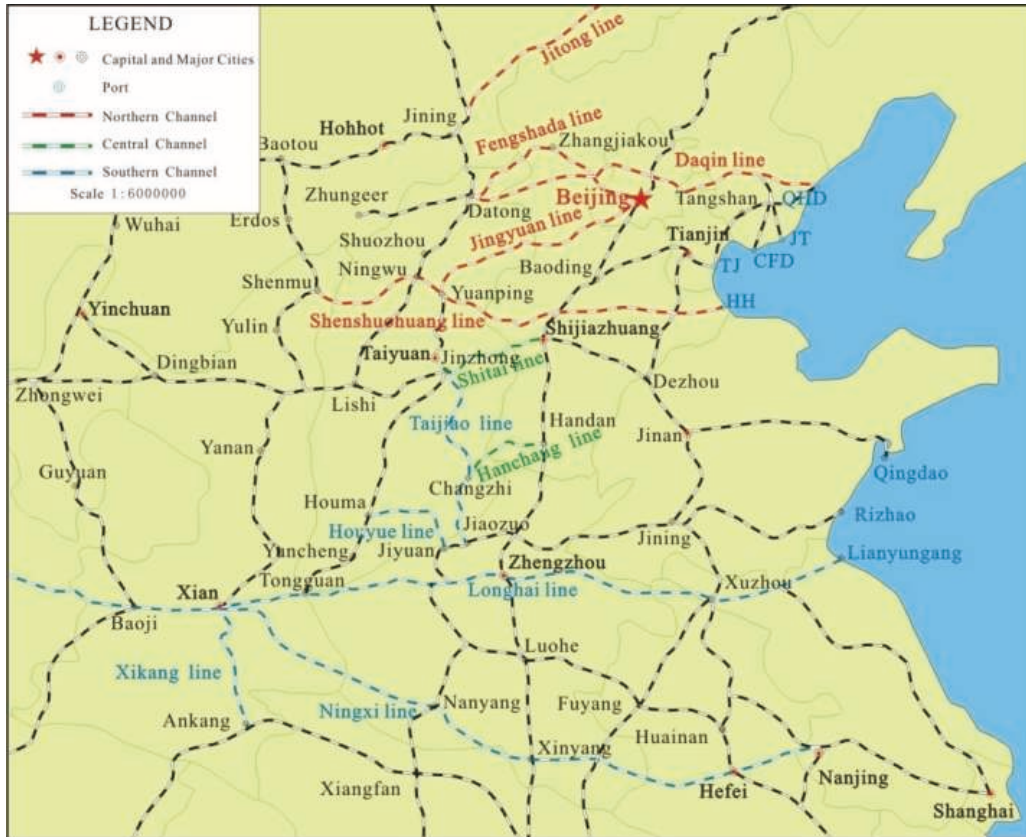 LEGEND
Capital and Major Cities
Port
Northern Channel
Central Channel
Southern Channel
Scale 1:6000000
Jitong line
Jining
Hohhot
Fengshada line
Zhangjiakou
Baotou
Daqin line
Zhungeer
Beijing
Tangshan
QHD
Wuhai
Erdos
Datong
Jingyuan line
Shuozhou
Tianjin
JT
CFD
TJ
Ningwu
Baoding
Shenmu
Yuanping
HH
Yinchuan
Shenshuohuang line
Shijiazhuang
Yulin
Taiyuan
Jinzhong
Shitai line
Dingbian
Dezhou
Zhongwei
Lishi
Taijiao line
Handan
Jinan
Yanan
Hanchang line
Guyuan
Qingdao
Changzhi
Houma
Rizhao
Houyue line
Jiaozuo
Jiyuan
Jining
Yuncheng
Lianyungang
Zhengzhou
Tongguan
Xian
Longhai line
Xuzhou
Baoji
Luohe
Xikang line
Ningxi line
Nanyang
Fuyang
Ankang
Huainan
Xinyang
Xiangfan
Hefei
Nanjing
Shanghai